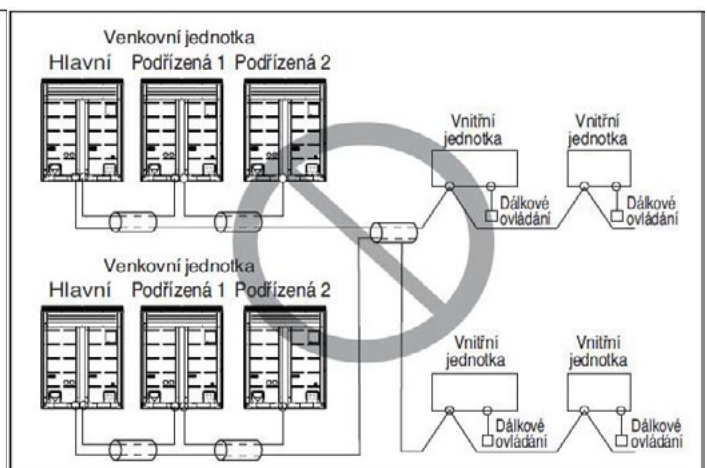 Venkovní jednotka
Hlavní Podřízená 1 Podřízená 2
Vnitřní
jednotka
Vnitřní
jednotka
Dálkové
ovládání
Dálkové
ovládání
Venkovní jednotka
Hlavní Podřízená 1 Podřízená 2
Vnitřní
jednotka
Vnitřní
jednotka
Dálkové
ovládání
Dálkové
ovládání